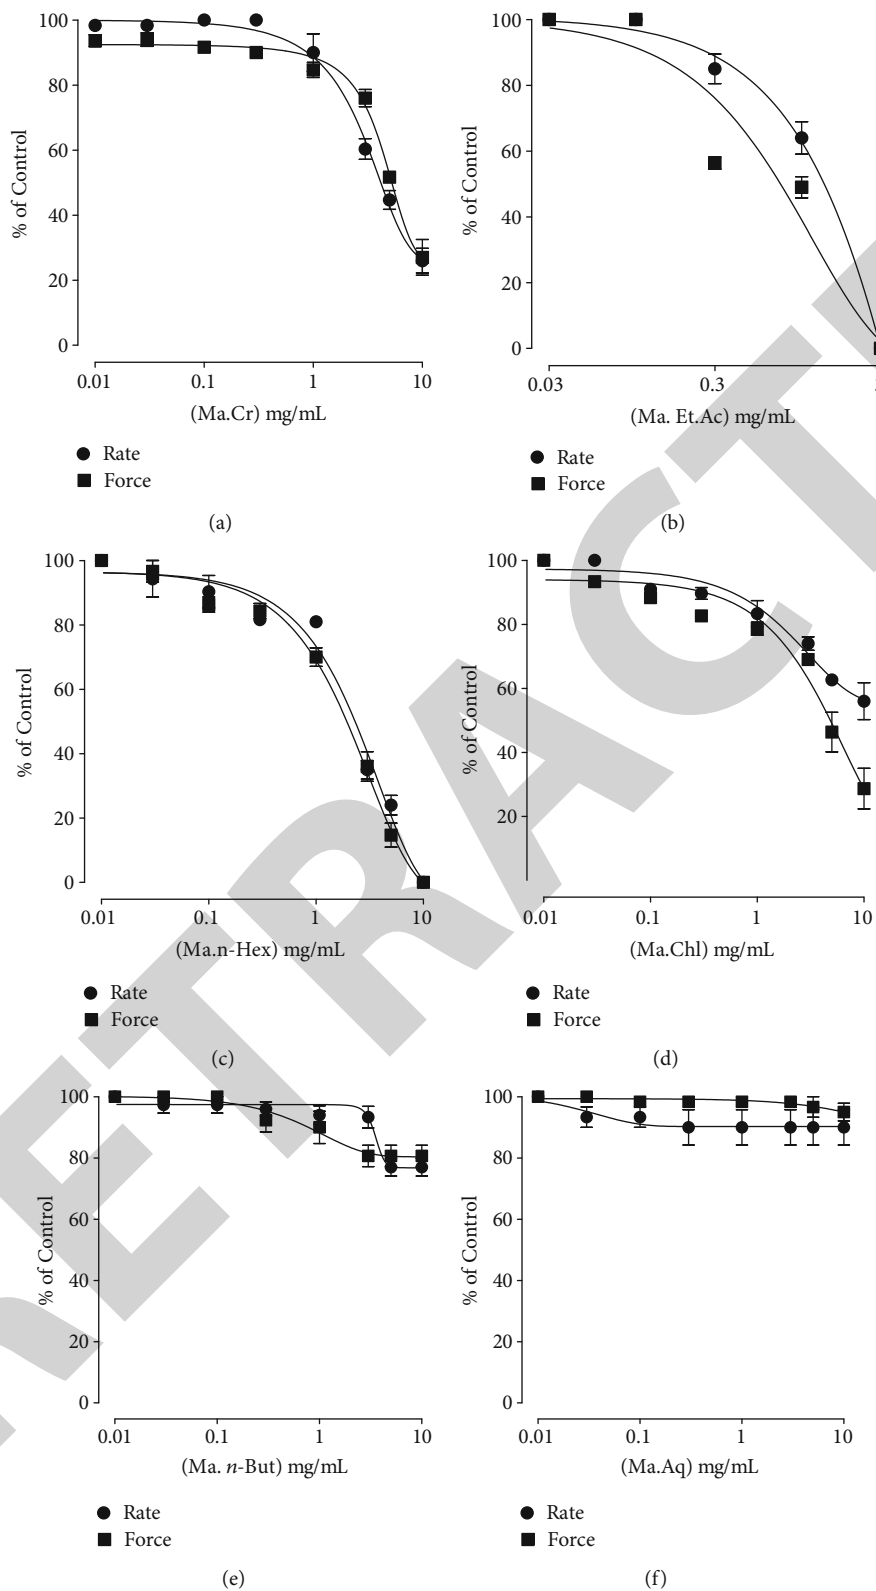 100
80
60
40
20
0
% of Control
0.01 0.1 1 10
(Ma.Cr) mg/mL
Rate
Force
(a)
100
80
60
40
20
0
% of Control
0.03 0.3
(Ma. Et.Ac) mg/mL
Rate
Force
(b)
100
80
60
40
20
0
% of Control
0.01 0.1 1 10
(Ma.n-Hex) mg/mL
Rate
Force
(c)
100
80
60
40
20
% of Control
0.01 0.1 1 10
(Ma.Chl) mg/mL
Rate
Force
(d)
100
80
60
40
20
0
% of Control
0.01 0.1 1 10
(Ma. n-But) mg/mL
Rate
Force
(e)
100
80
60
40
20
0
% of Control
0.01 0.1 1 10
(Ma.Aq) mg/mL
Rate
Force
(f)
RETRACT